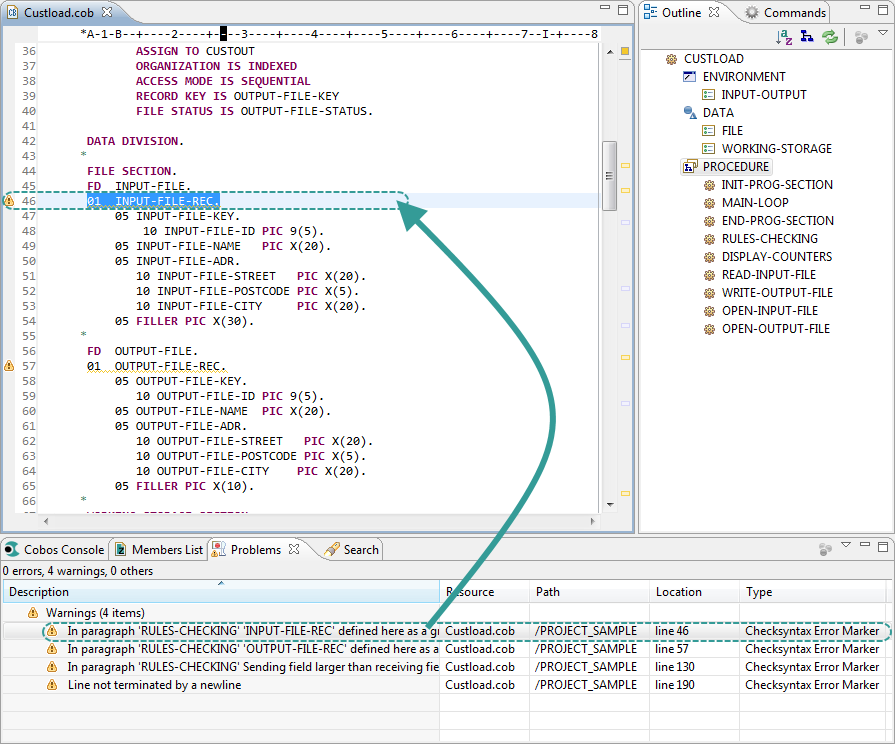 Custload.cob
*A-1-B--+----2----+----3----+----4----+----5----+----6----+----7--I-+----8
36 ASSIGN TO CUSTOUT
37 ORGANIZATION IS INDEXED
38 ACCESS MODE IS SEQUENTIAL
39 RECORD KEY IS OUTPUT-FILE-KEY
40 FILE STATUS IS OUTPUT-FILE-STATUS.
41
42 DATA DIVISION.
43 *
44 FILE SECTION.
45 FD INPUT-FILE.
46 01 INPUT-FILE-REC.
47 05 INPUT-FILE-KEY.
48 10 INPUT-FILE-ID PIC 9(5).
49 05 INPUT-FILE-NAME PIC X(20).
50 05 INPUT-FILE-ADR.
51 10 INPUT-FILE-STREET PIC X(20).
52 10 INPUT-FILE-POSTCODE PIC X(5).
53 10 INPUT-FILE-CITY PIC X(20).
54 05 FILLER PIC X(30).
55 *
56 FD OUTPUT-FILE.
57 01 OUTPUT-FILE-REC.
58 05 OUTPUT-FILE-KEY.
59 10 OUTPUT-FILE-ID PIC 9(5).
60 05 OUTPUT-FILE-NAME PIC X(20).
61 05 OUTPUT-FILE-ADR.
62 10 OUTPUT-FILE-STREET PIC X(20).
63 10 OUTPUT-FILE-POSTCODE PIC X(5).
64 10 OUTPUT-FILE-CITY PIC X(20).
65 05 FILLER PIC X(10).
66 *
Outline Commands
CUSTLOAD
ENVIRONMENT
INPUT-OUTPUT
DATA
FILE
WORKING-STORAGE
PROCEDURE
INIT-PROG-SECTION
MAIN-LOOP
END-PROG-SECTION
RULES-CHECKING
DISPLAY-COUNTERS
READ-INPUT-FILE
WRITE-OUTPUT-FILE
OPEN-INPUT-FILE
OPEN-OUTPUT-FILE
Cobos Console Members List Problems Search
0 errors, 4 warnings, 0 others
Description Resource Path Location Type
Warnings (4 items)
In paragraph 'RULES-CHECKING' 'INPUT-FILE-REC' defined here as a gr Custload.cob /PROJECT_SAMPLE line 46 Checksyntax Error Marker
In paragraph 'RULES-CHECKING' 'OUTPUT-FILE-REC' defined here as a Custload.cob /PROJECT_SAMPLE line 57 Checksyntax Error Marker
In paragraph 'RULES-CHECKING' Sending field larger than receiving fie Custload.cob /PROJECT_SAMPLE line 130 Checksyntax Error Marker
Line not terminated by a newline Custload.cob /PROJECT_SAMPLE line 190 Checksyntax Error Marker